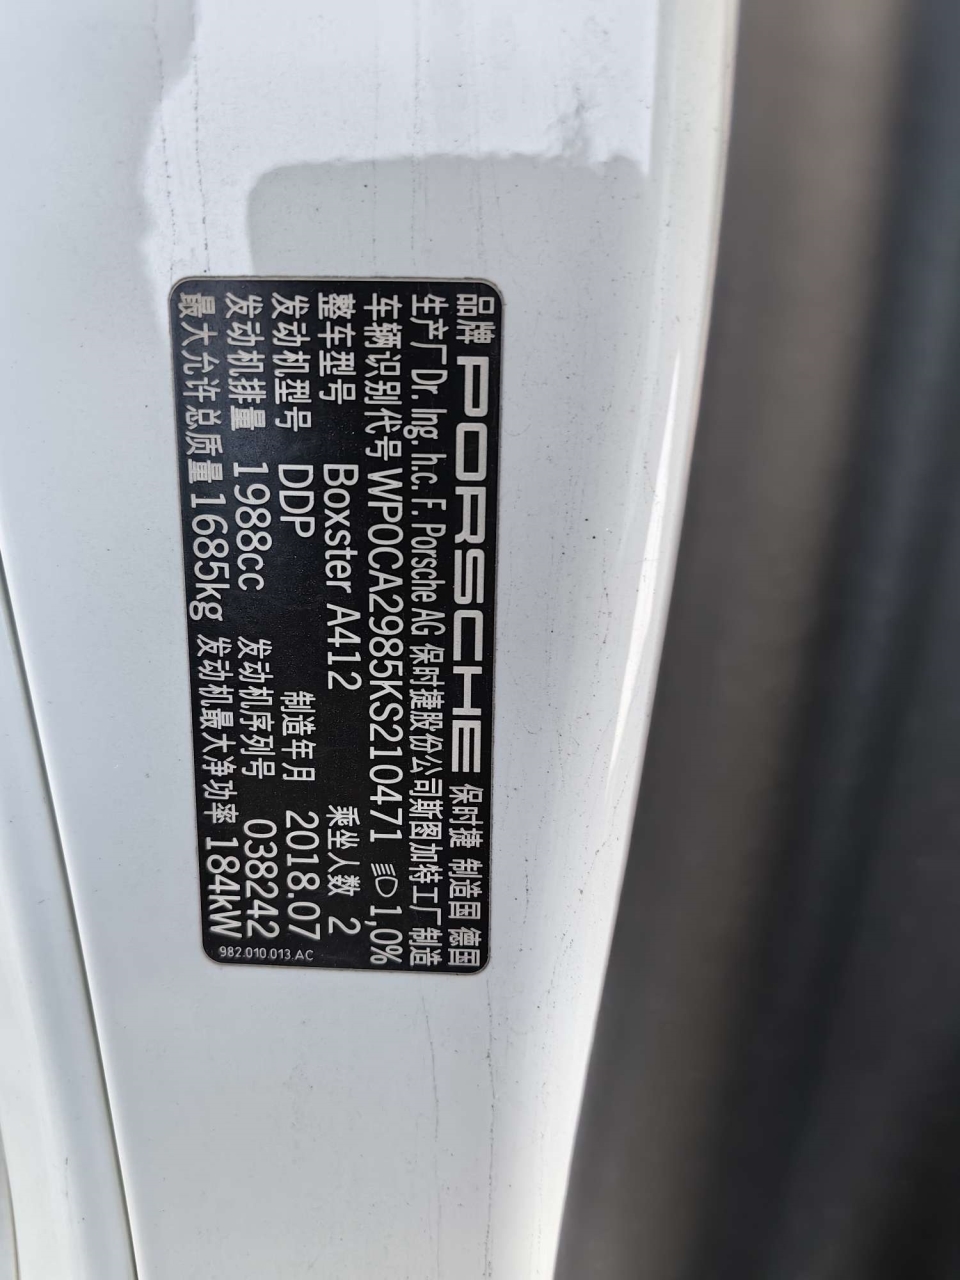 品牌 PORSCHE 保时捷 制造国 德国
生产厂Dr. Ing. h.c. F. Porsche AG 保时捷股份公司斯图加特工厂制造
车辆识别代号 WP0CA2985KS210471 1,0%
整车型号 Boxster A412 乘坐人数 2
发动机型号 DDP 制造年月 2018.07
发动机排量 1988cc 发动机序列号 038242
最大允许总质量 1685kg 发动机最大净功率 184kW
982.010.013.AC